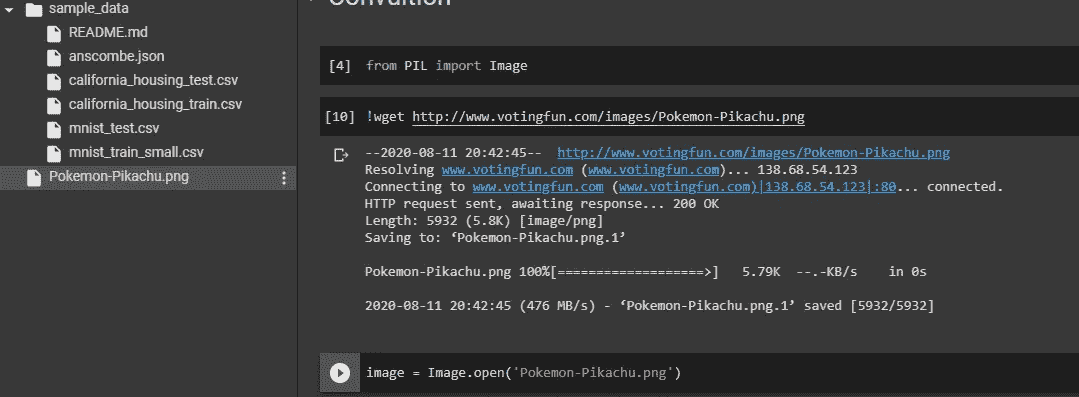 sample_data
README.md
anscombe.json
california_housing_test.csv
california_housing_train.csv
mnist_test.csv
mnist_train_small.csv
Pokemon-Pikachu.png
[4] from PIL import Image
[10] !wget http://www.votingfun.com/images/Pokemon-Pikachu.png
--2020-08-11 20:42:45--  http://www.votingfun.com/images/Pokemon-Pikachu.png
Resolving www.votingfun.com (www.votingfun.com)... 138.68.54.123
Connecting to www.votingfun.com (www.votingfun.com)|138.68.54.123|:80... connected.
HTTP request sent, awaiting response... 200 OK
Length: 5932 (5.8K) [image/png]
Saving to: ‘Pokemon-Pikachu.png.1’
Pokemon-Pikachu.png 100%[===================>]   5.79K  --.-KB/s    in 0s
2020-08-11 20:42:45 (476 MB/s) - ‘Pokemon-Pikachu.png.1’ saved [5932/5932]
image = Image.open('Pokemon-Pikachu.png')